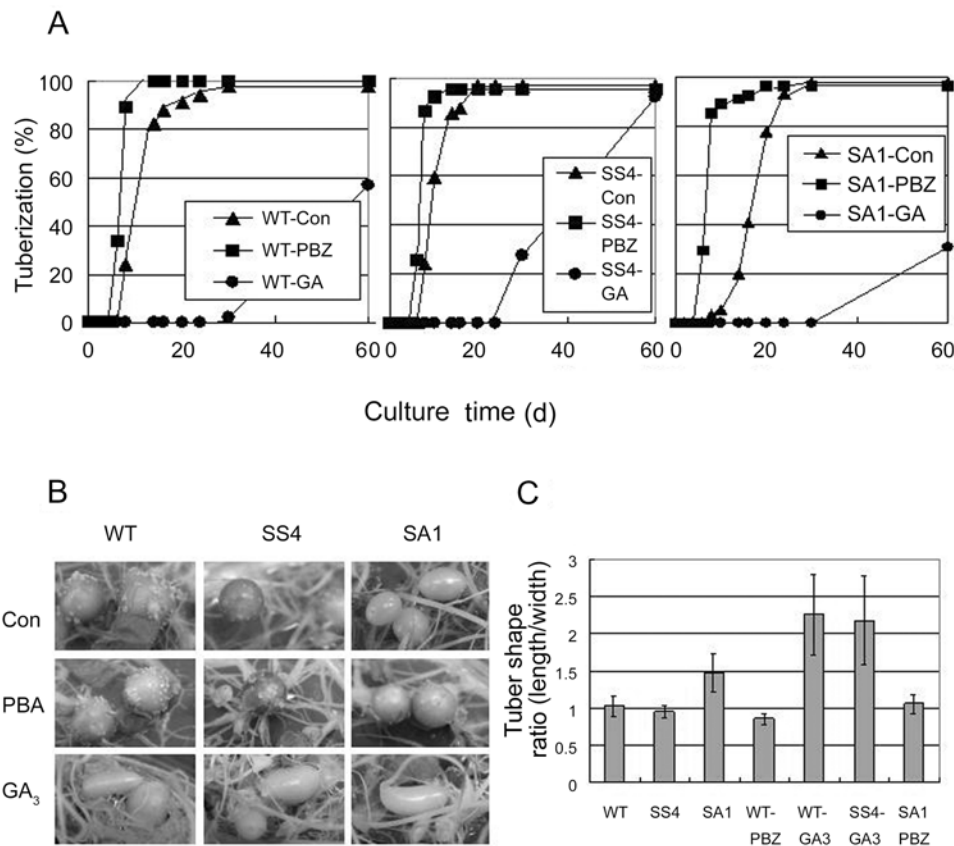 A
Tuberization (%)
100
80
60
40
20
0
WT-Con
WT-PBZ
WT-GA
0 20 40 60
SS4-
Con
SS4-
PBZ
SS4-
GA
0 20 40 60
SA1-Con
SA1-PBZ
SA1-GA
0 20 40 60
Culture time (d)
B
WT SS4 SA1
Con
PBA
GA3
C
Tuber shape
ratio (length/width)
3
2.5
2
1.5
1
0.5
0
WT SS4 SA1 WT- WT- SS4- SA1
PBZ GA3 GA3 PBZ